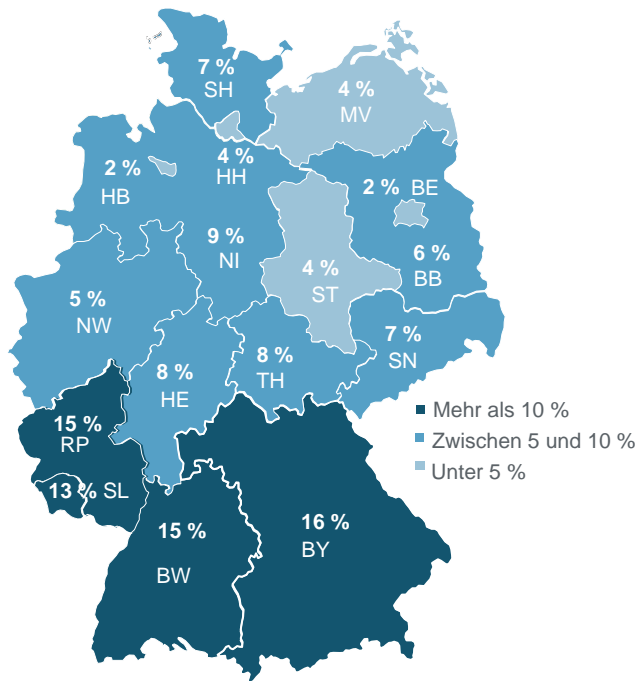 7 %
SH
4 %
MV
4 %
HH
2 %
HB
2 % BE
9 %
NI
6 %
BB
4 %
ST
5 %
NW
7 %
SN
8 %
HE
8 %
TH
15 %
RP
13 % SL
15 %
BW
16 %
BY
Mehr als 10 %
Zwischen 5 und 10 %
Unter 5 %